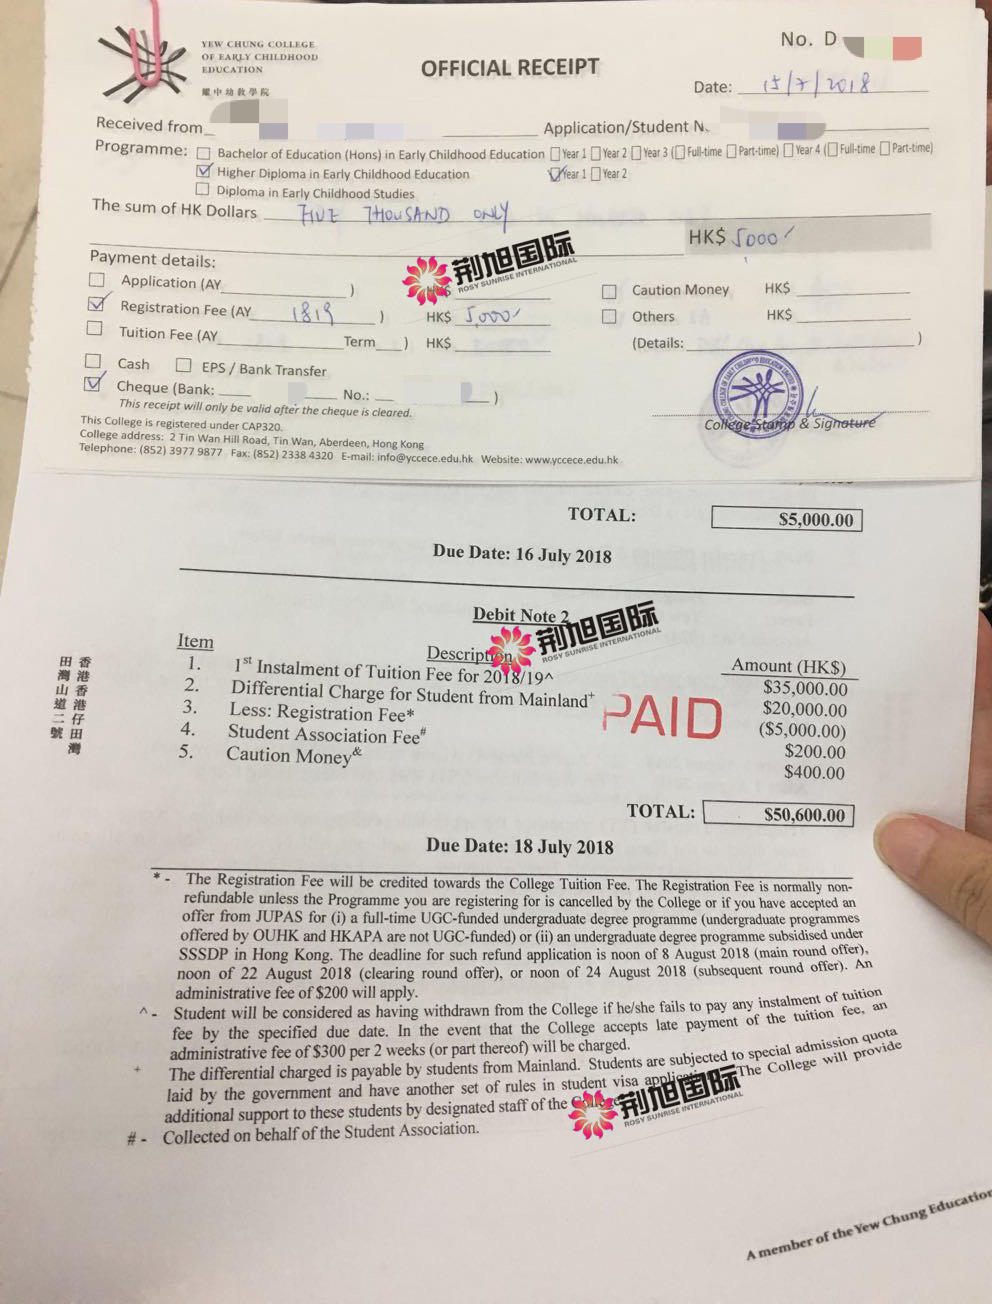 YEW CHUNG COLLEGE
OF EARLY CHILDHOOD
EDUCATION
耀中幼教學院
OFFICIAL RECEIPT
No. D
Date: 15/7/2018
Received from
Application/Student N
Programme: Bachelor of Education (Hons) in Early Childhood Education Year 1 Year 2 Year 3 (Full-time Part-time) Year 4 (Full-time Part-time)
Higher Diploma in Early Childhood Education Year 1 Year 2
Diploma in Early Childhood Studies
The sum of HK Dollars FIVE THOUSAND ONLY
HK$ 5000
荆旭国际
ROSY SUNRISE INTERNATIONAL
Payment details:
Application (AY ) HK$ Caution Money HK$
Registration Fee (AY 1819 ) HK$ 5,000 Others HK$
Tuition Fee (AY Term ) HK$ (Details: )
Cash EPS / Bank Transfer
Cheque (Bank: No.: )
This receipt will only be valid after the cheque is cleared.
College Stamp & Signature
This College is registered under CAP320.
College address: 2 Tin Wan Hill Road, Tin Wan, Aberdeen, Hong Kong
Telephone: (852) 3977 9877 Fax: (852) 2338 4320 E-mail: info@yccece.edu.hk Website: www.yccece.edu.hk
TOTAL: $5,000.00
Due Date: 16 July 2018
Debit Note 2
荆旭国际
ROSY SUNRISE INTERNATIONAL
Item Description Amount (HK$)
1. 1st Instalment of Tuition Fee for 2018/19^ $35,000.00
2. Differential Charge for Student from Mainland+ $20,000.00
3. Less: Registration Fee* ($5,000.00)
4. Student Association Fee# $200.00
5. Caution Money& $400.00
PAID
香港香港仔田灣
田灣山道二號
TOTAL: $50,600.00
Due Date: 18 July 2018
* - The Registration Fee will be credited towards the College Tuition Fee. The Registration Fee is normally non-
refundable unless the Programme you are registering for is cancelled by the College or if you have accepted an
offer from JUPAS for (i) a full-time UGC-funded undergraduate degree programme (undergraduate programmes
offered by OUHK and HKAPA are not UGC-funded) or (ii) an undergraduate degree programme subsidised under
SSSDP in Hong Kong. The deadline for such refund application is noon of 8 August 2018 (main round offer),
noon of 22 August 2018 (clearing round offer), or noon of 24 August 2018 (subsequent round offer). An
administrative fee of $200 will apply.
^ - Student will be considered as having withdrawn from the College if he/she fails to pay any instalment of tuition
fee by the specified due date. In the event that the College accepts late payment of the tuition fee, an
administrative fee of $300 per 2 weeks (or part thereof) will be charged.
+ The differential charged is payable by students from Mainland. Students are subjected to special admission quota
laid by the government and have another set of rules in student visa The College will provide
additional support to these students by designated staff of the
荆旭国际
ROSY SUNRISE INTERNATIONAL
# - Collected on behalf of the Student Association.
A member of the Yew Chung Education